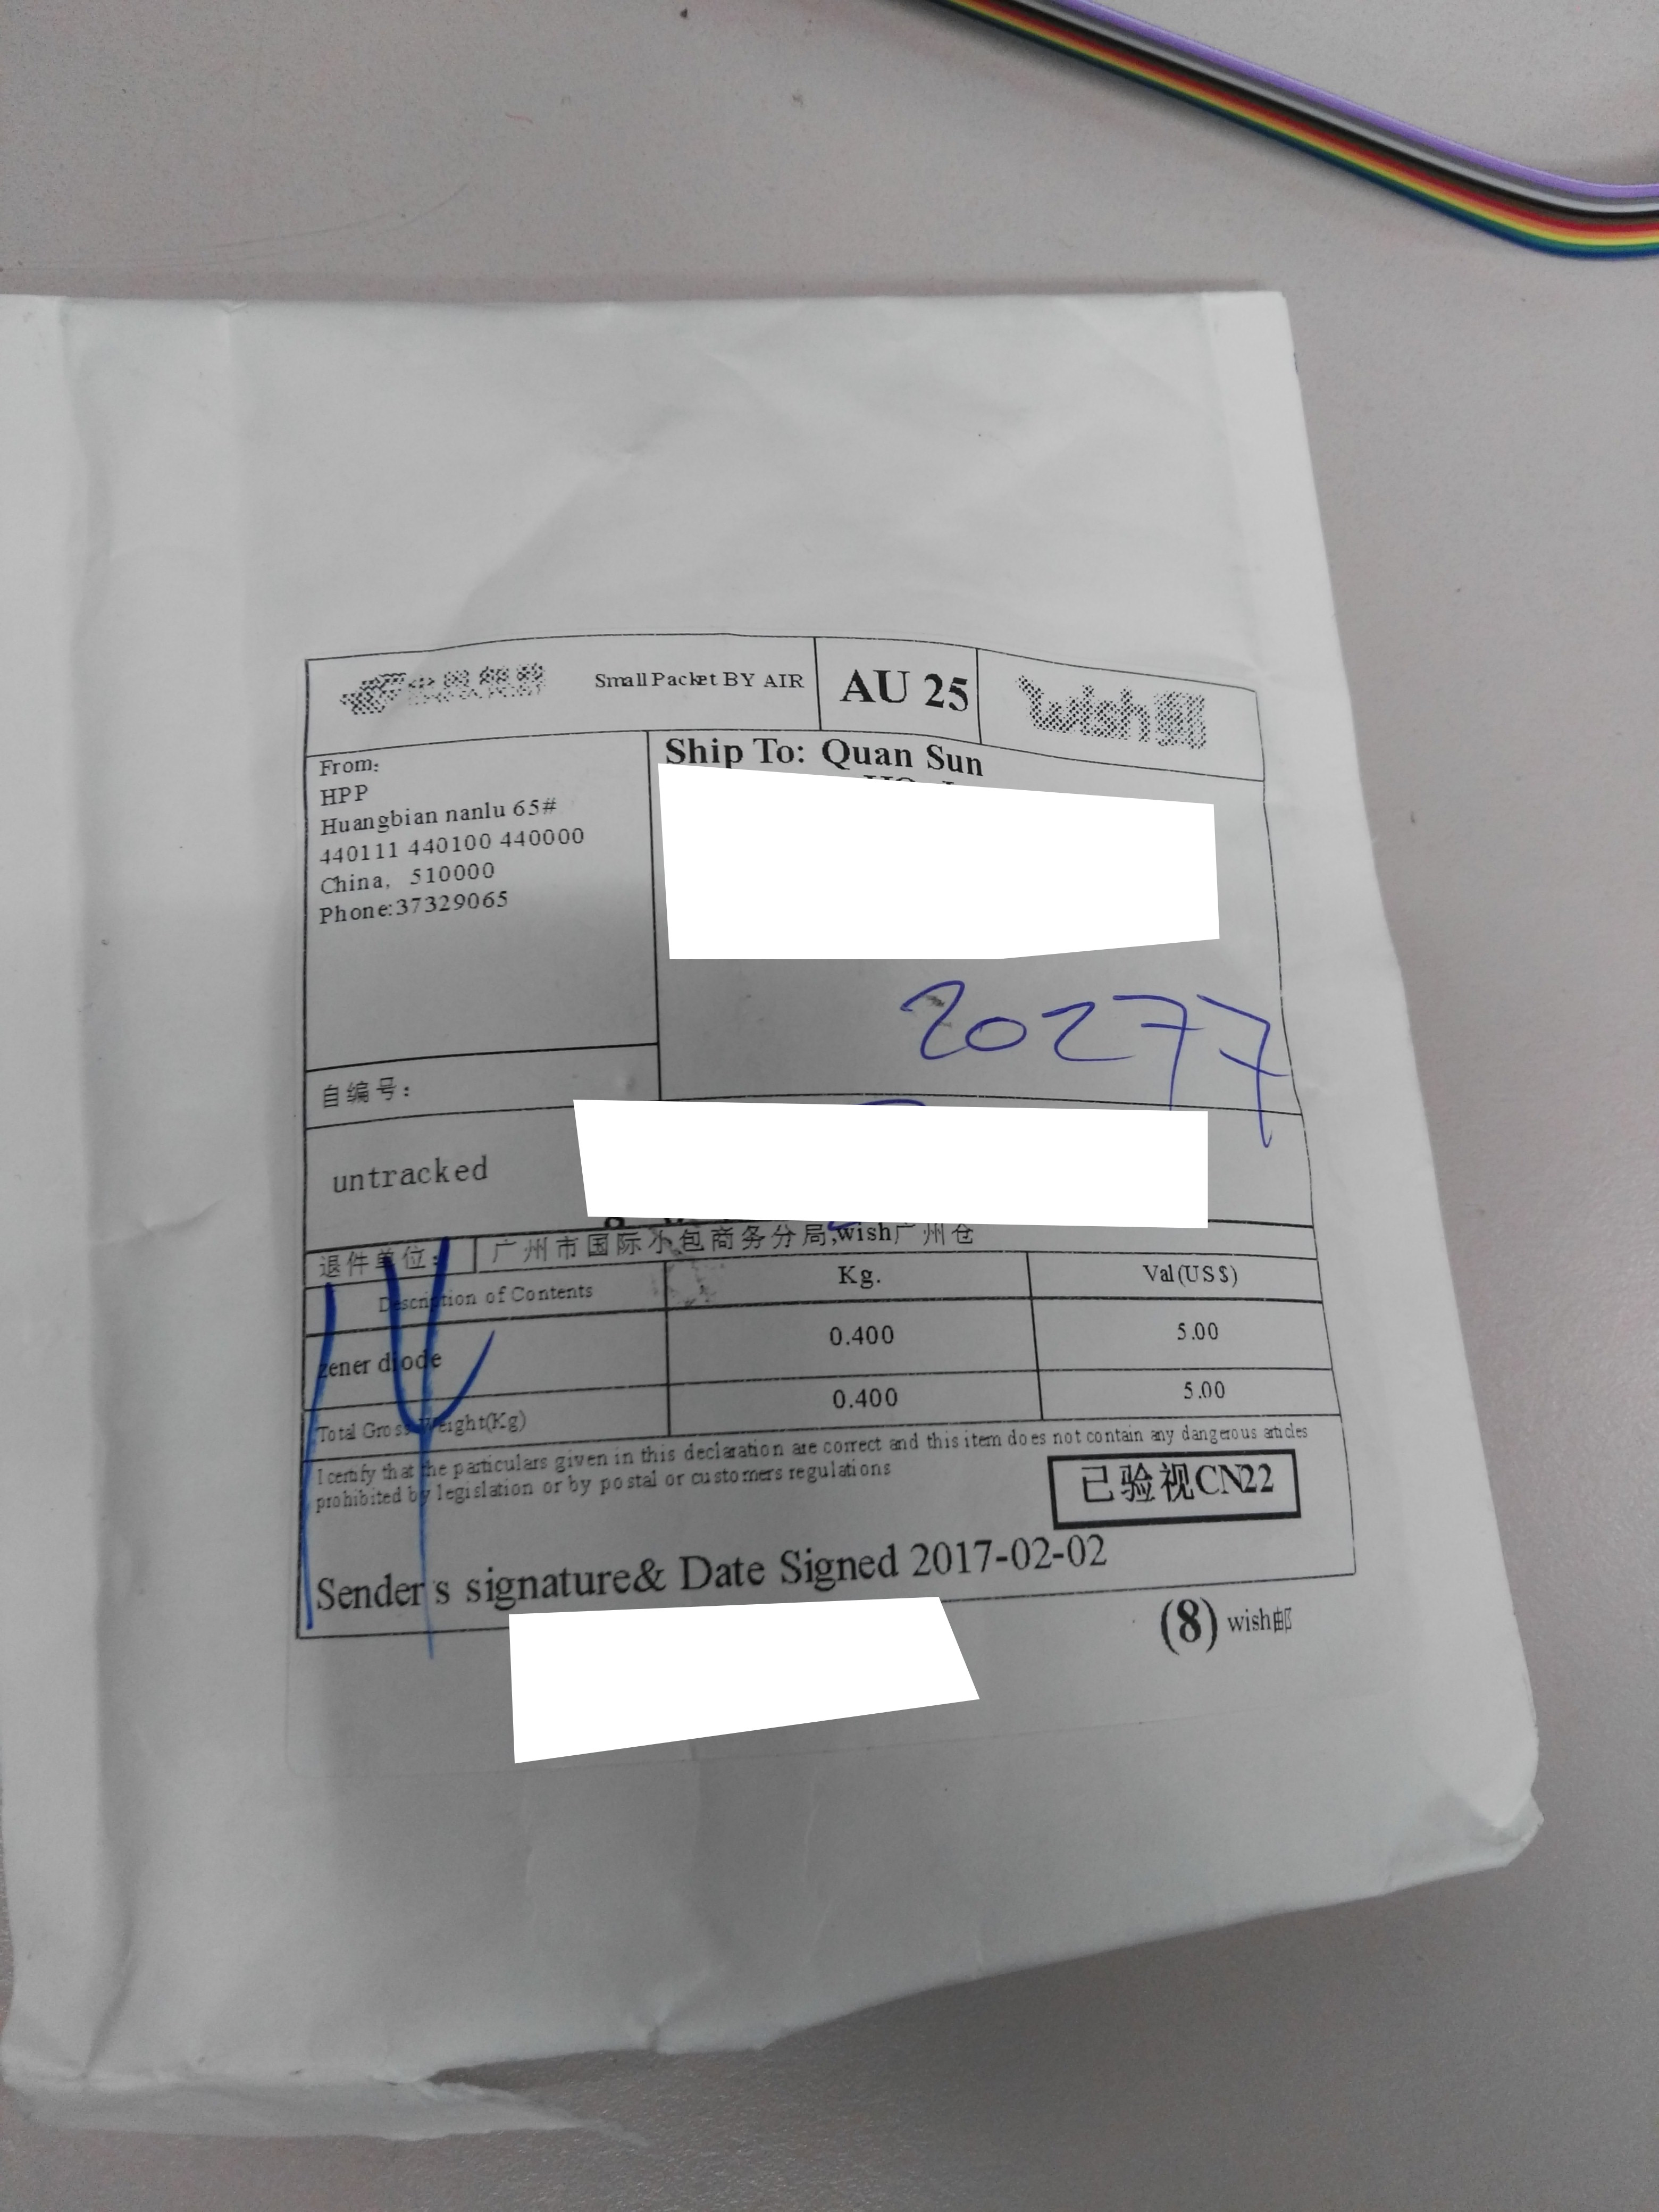 Small Packet BY AIR
AU 25
wish邮
From:
HPP
Huangbian nanlu 65#
440111 440100 440000
China, 510000
Phone:37329065
Ship To: Quan Sun
20277
自编号:
untracked
退件单位:
广州市国际小包商务分局,wish广州仓
Description of Contents
Kg.
Val(US $)
zener diode
0.400
5.00
Total Gross Weight(Kg)
0.400
5.00
I certify that the particulars given in this declaration are correct and this item does not contain any dangerous articles
prohibited by legislation or by postal or customers regulations
已验视CN22
Sender's signature& Date Signed 2017-02-02
(8) wish邮